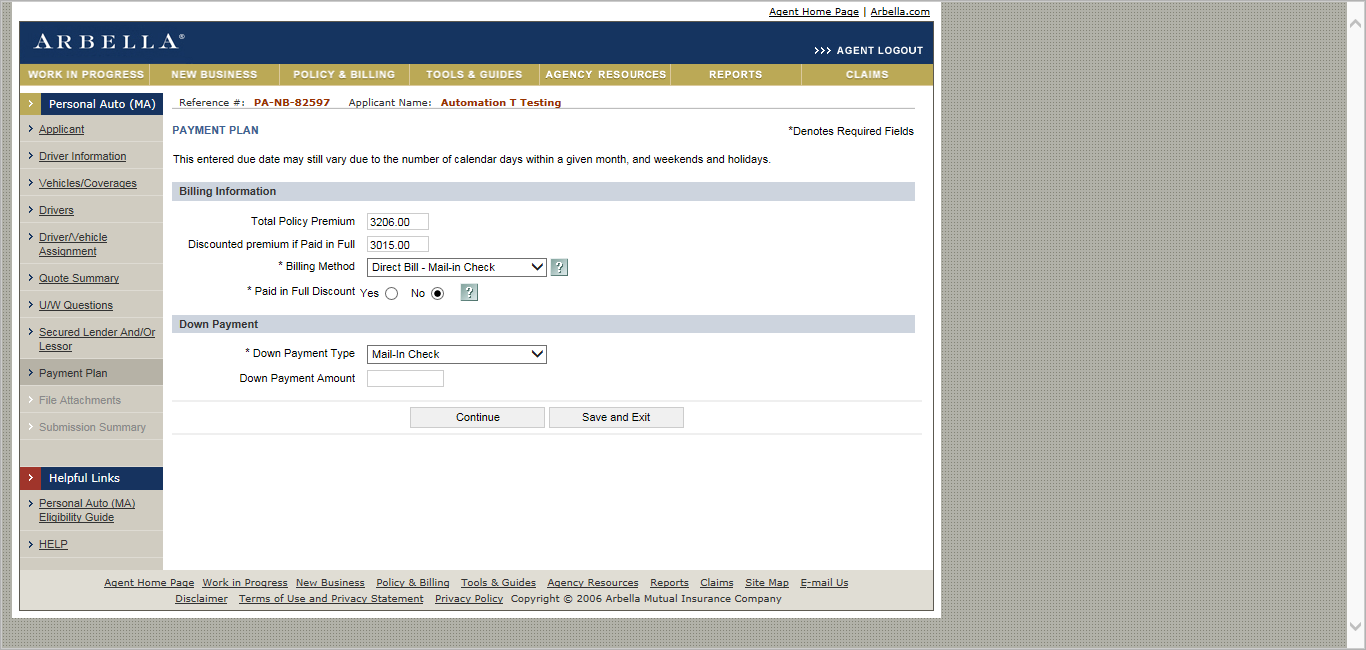 Agent Home Page | Arbella.com
ARBELLA®
>>> AGENT LOGOUT
WORK IN PROGRESS NEW BUSINESS POLICY & BILLING TOOLS & GUIDES AGENCY RESOURCES REPORTS CLAIMS
Personal Auto (MA)
Applicant
Driver Information
Vehicles/Coverages
Drivers
Driver/Vehicle
Assignment
Quote Summary
U/W Questions
Secured Lender And/Or
Lessor
Payment Plan
File Attachments
Submission Summary
Helpful Links
Personal Auto (MA)
Eligibility Guide
HELP
Reference #: PA-NB-82597 Applicant Name: Automation T Testing
PAYMENT PLAN *Denotes Required Fields
This entered due date may still vary due to the number of calendar days within a given month, and weekends and holidays.
Billing Information
Total Policy Premium 3206.00
Discounted premium if Paid in Full 3015.00
* Billing Method Direct Bill - Mail-in Check ?
* Paid in Full Discount Yes No ?
Down Payment
* Down Payment Type Mail-In Check
Down Payment Amount
Continue Save and Exit
Agent Home Page Work in Progress New Business Policy & Billing Tools & Guides Agency Resources Reports Claims Site Map E-mail Us
Disclaimer Terms of Use and Privacy Statement Privacy Policy Copyright © 2006 Arbella Mutual Insurance Company